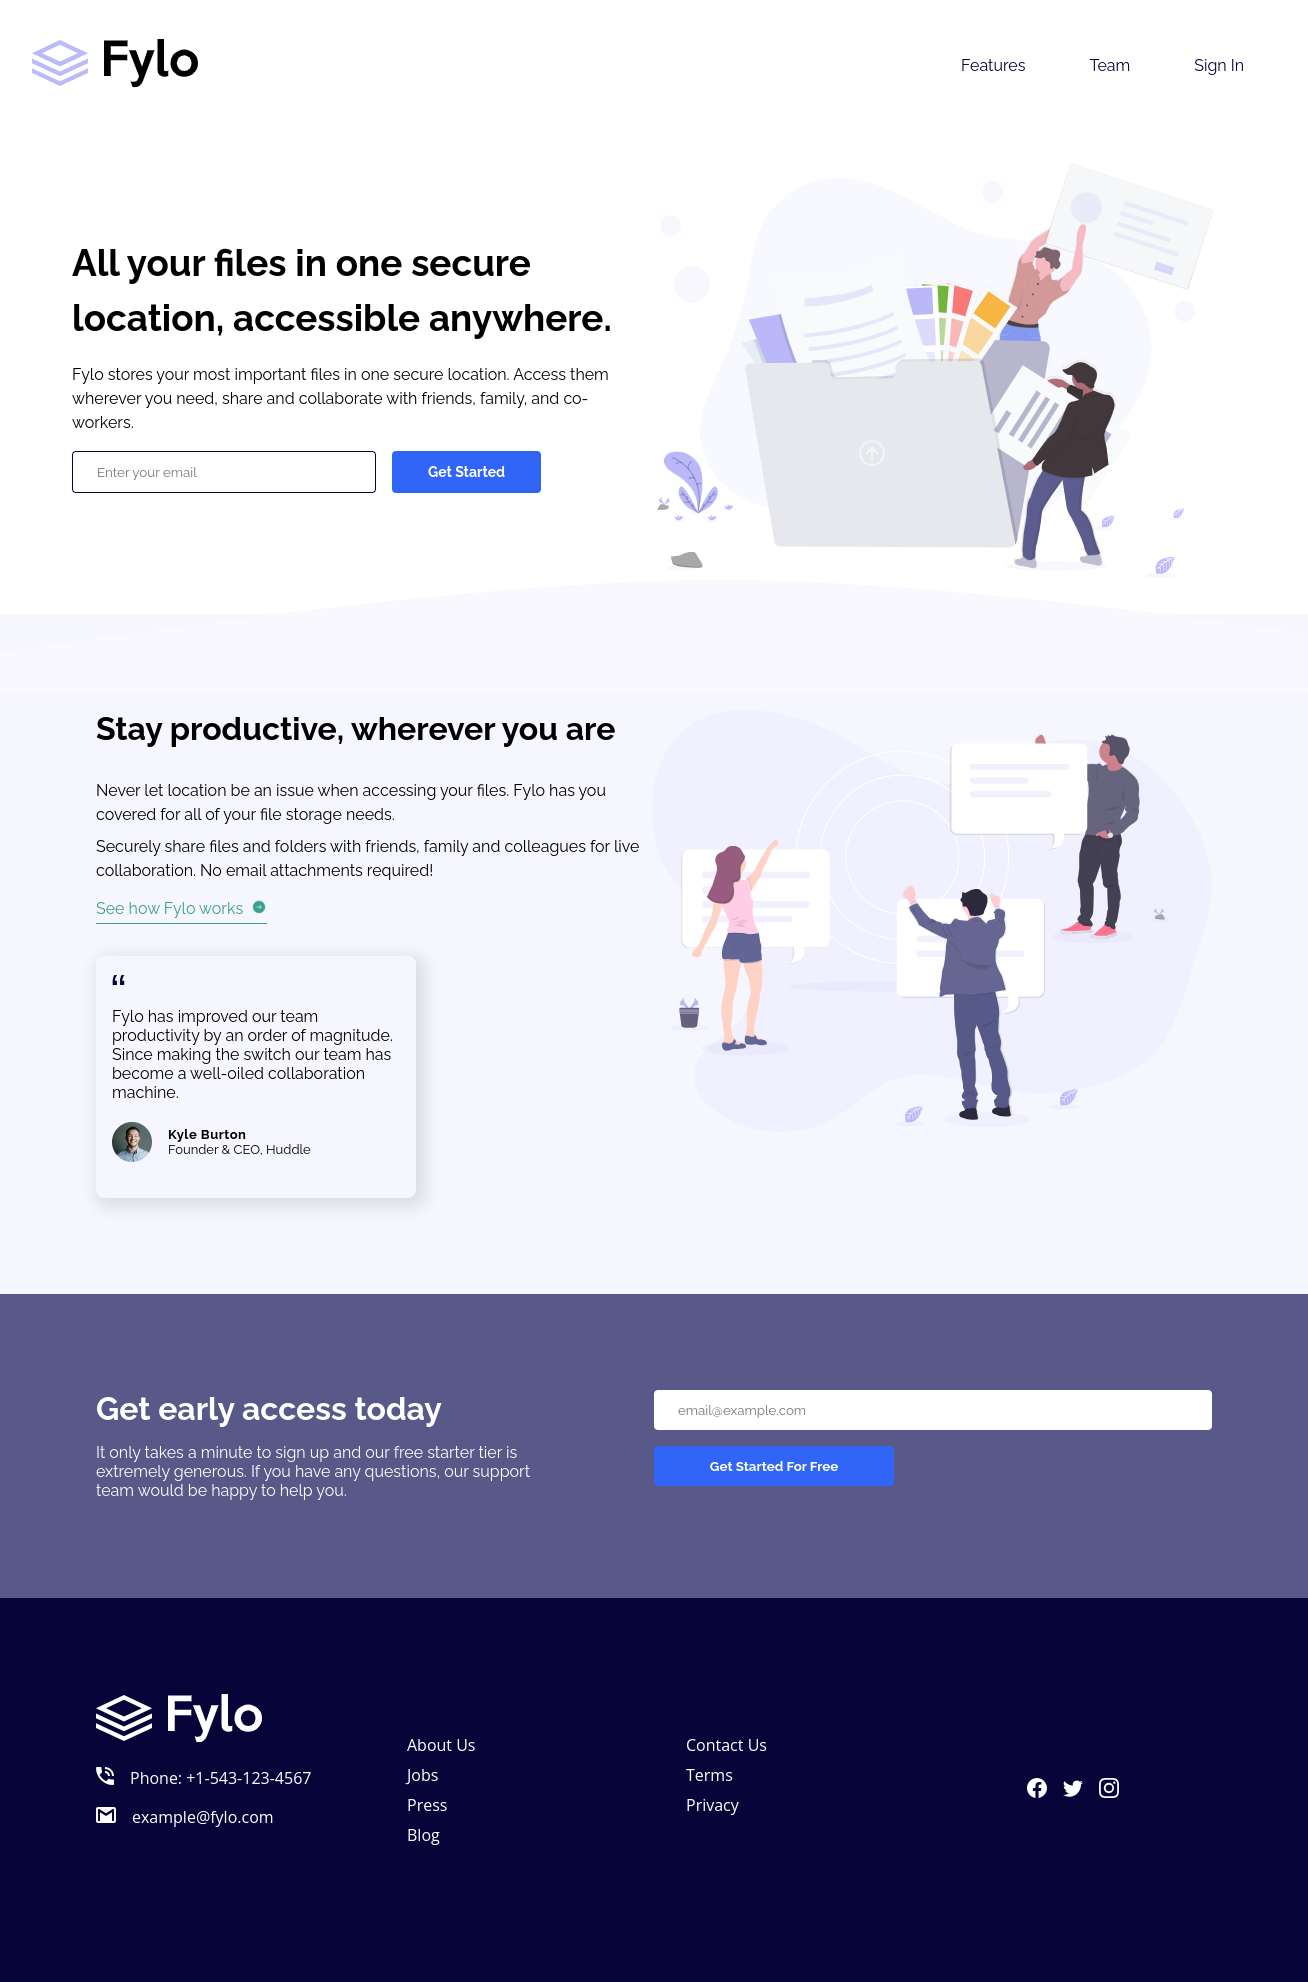 Fylo
Features
Team
Sign In
All your files in one secure
location, accessible anywhere.
Fylo stores your most important files in one secure location. Access them
wherever you need, share and collaborate with friends, family, and co-
workers.
Enter your email
Get Started
Stay productive, wherever you are
Never let location be an issue when accessing your files. Fylo has you
covered for all of your file storage needs.
Securely share files and folders with friends, family and colleagues for live
collaboration. No email attachments required!
See how Fylo works
“
Fylo has improved our team
productivity by an order of magnitude.
Since making the switch our team has
become a well-oiled collaboration
machine.
Kyle Burton
Founder & CEO, Huddle
Get early access today
It only takes a minute to sign up and our free starter tier is
extremely generous. If you have any questions, our support
team would be happy to help you.
email@example.com
Get Started For Free
Fylo
Phone: +1-543-123-4567
example@fylo.com
About Us
Jobs
Press
Blog
Contact Us
Terms
Privacy